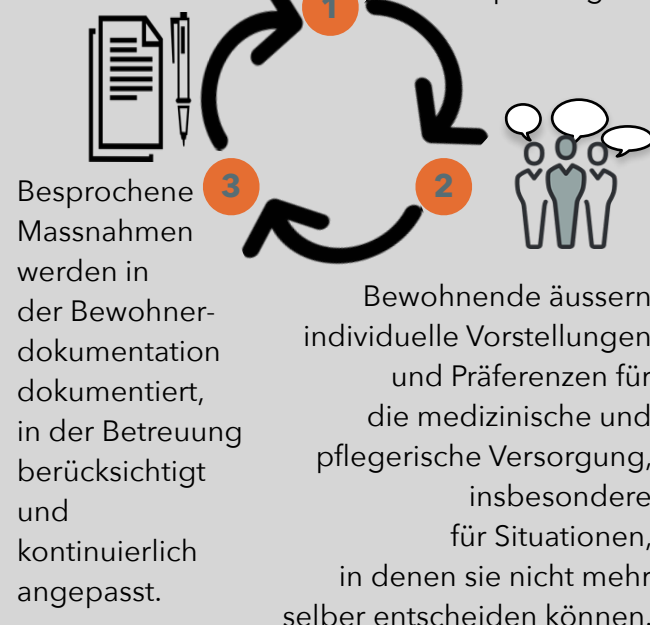 1
3
2
Besprochene
Massnahmen
werden in
der Bewohner-
dokumentation
dokumentiert,
in der Betreuung
berücksichtigt
und
kontinuierlich
angepasst.
Bewohnende äussern
individuelle Vorstellungen
und Präferenzen für
die medizinische und
pflegerische Versorgung,
insbesondere
für Situationen,
in denen sie nicht mehr
selber entscheiden können.